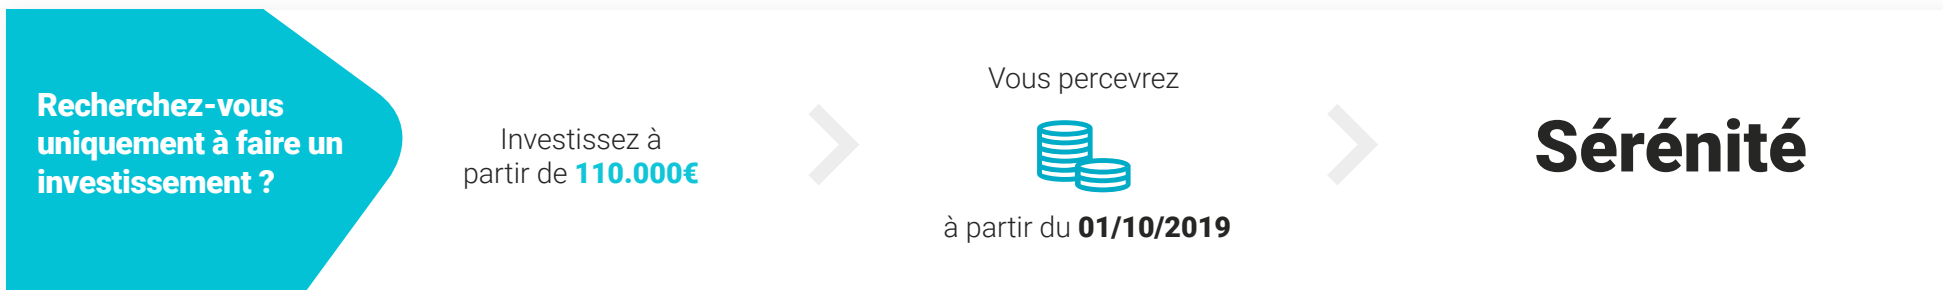 Recherchez-vous
uniquement à faire un
investissement ?
Investissez à
partir de 110.000€
Vous percevrez
à partir du 01/10/2019
Sérénité